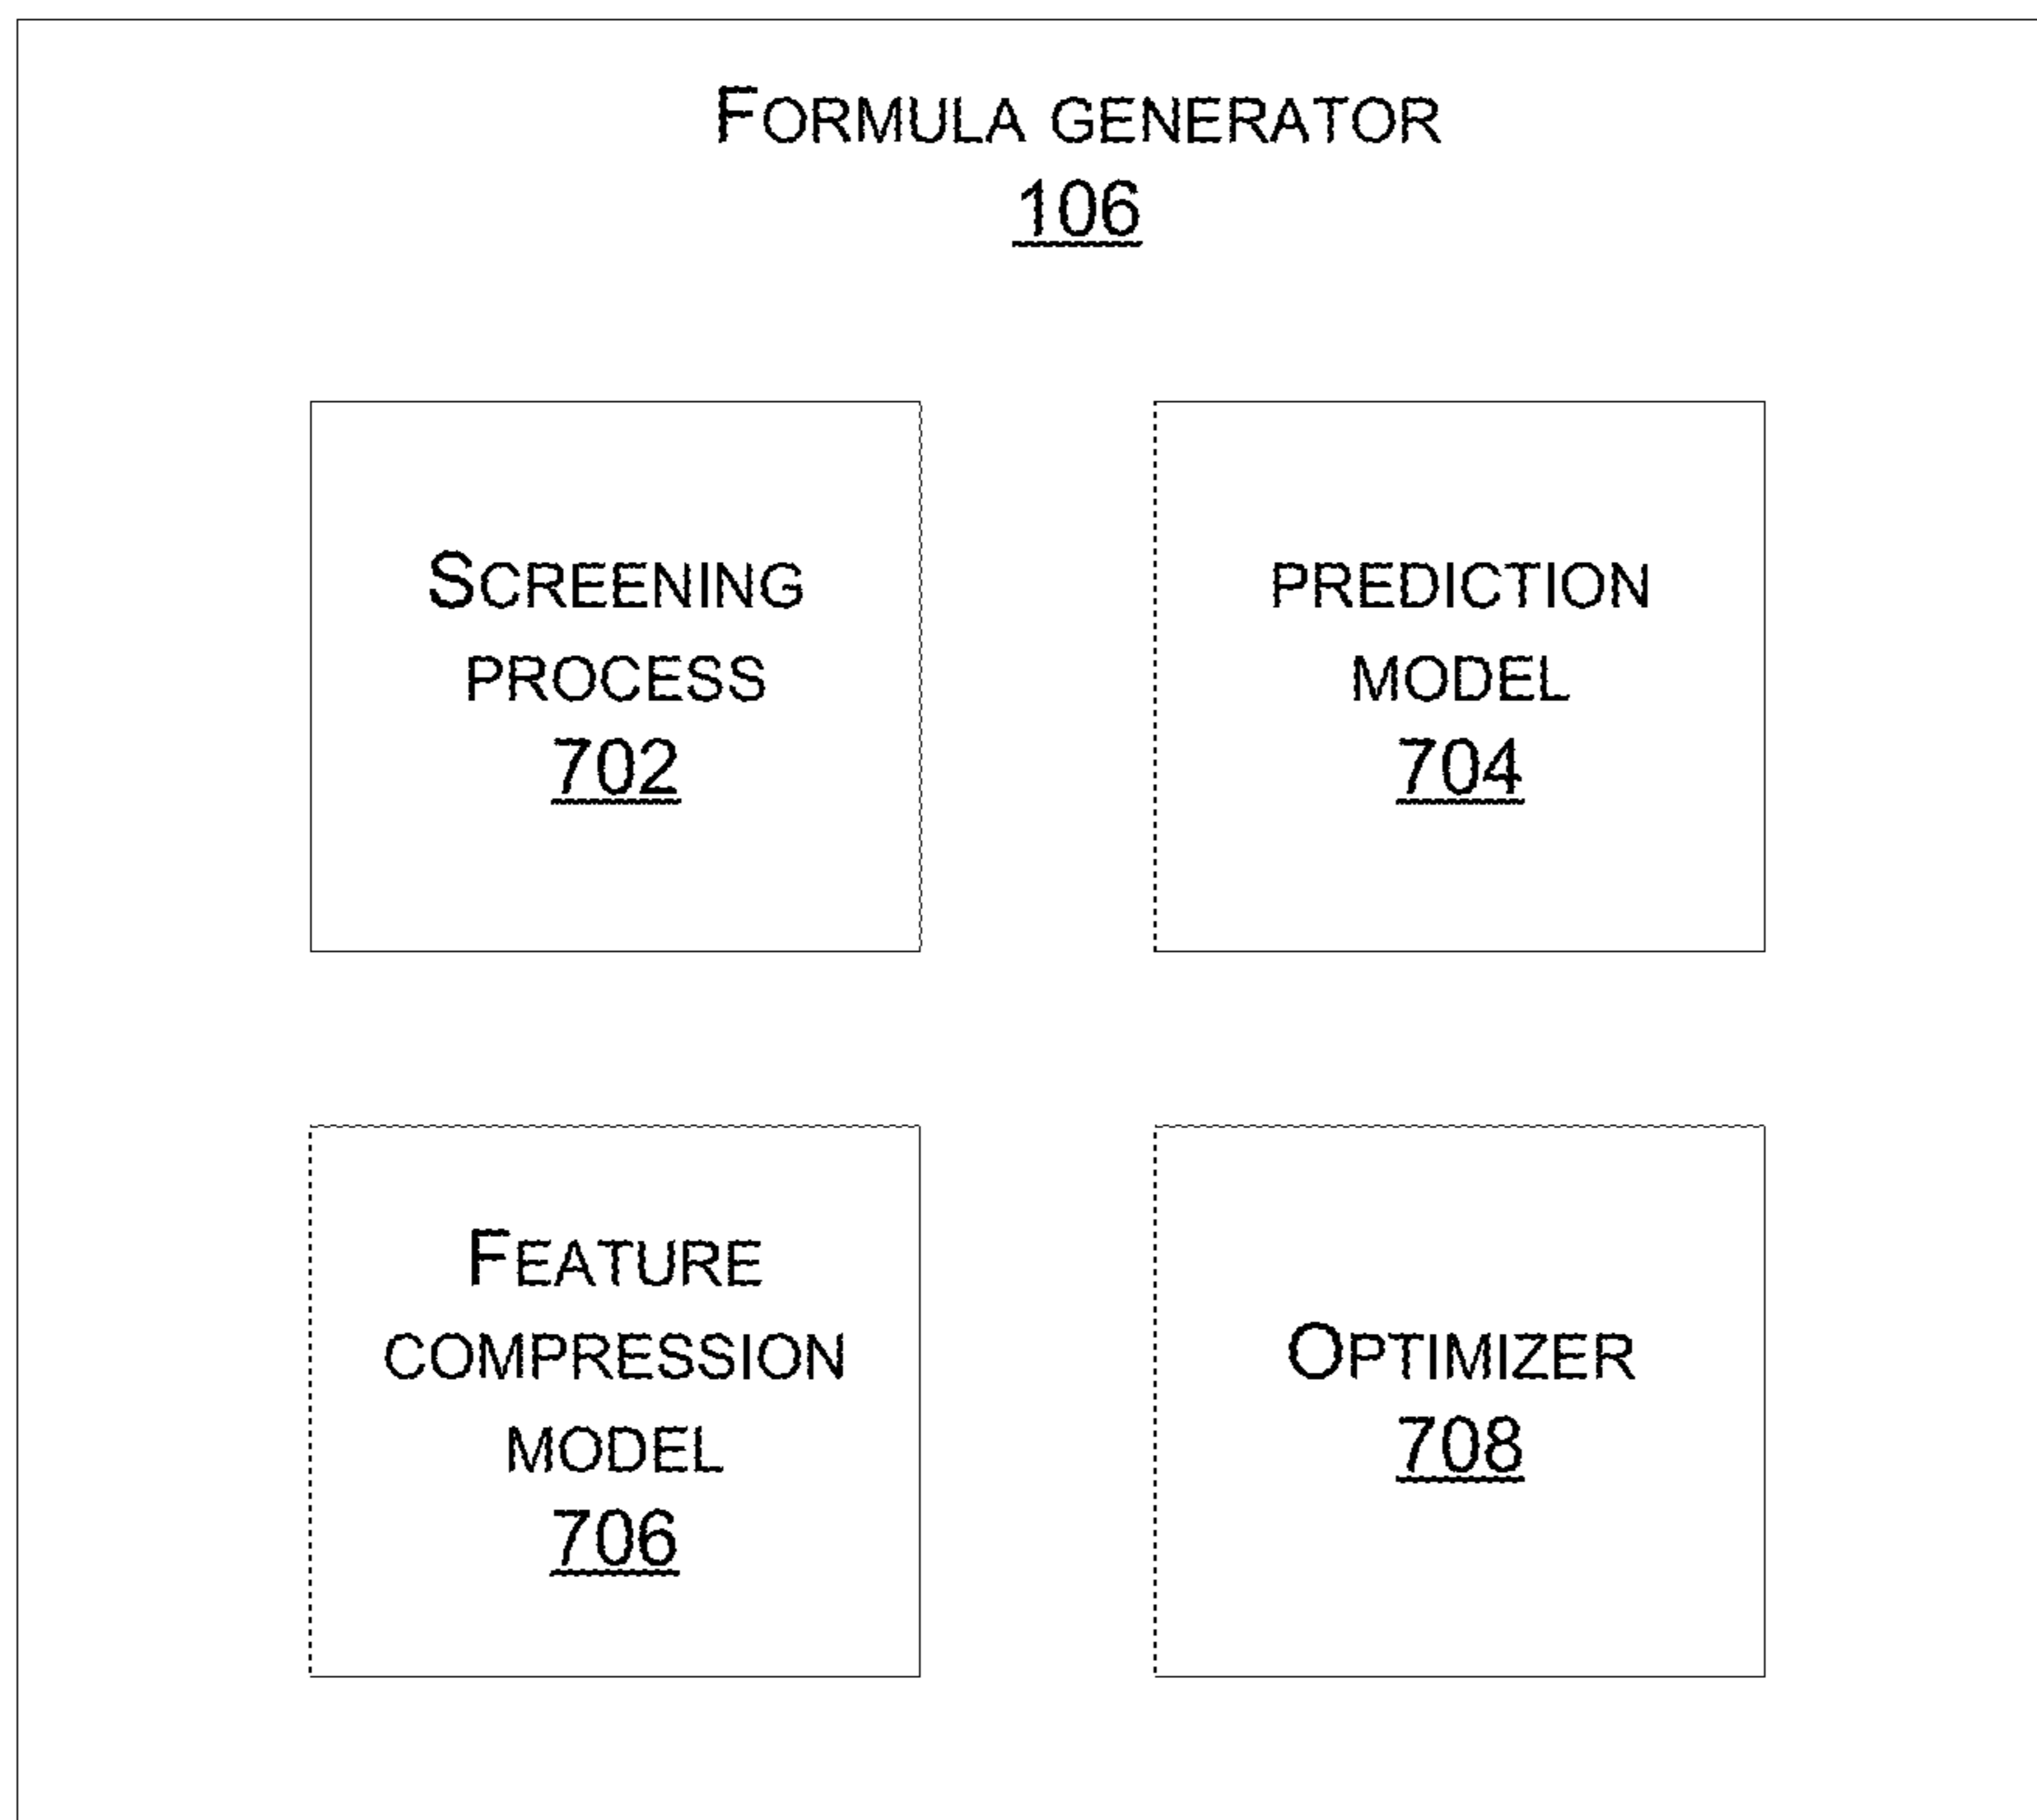 FORMULA GENERATOR
106
SCREENING
PROCESS
702
PREDICTION
MODEL
704
FEATURE
COMPRESSION
MODEL
706
OPTIMIZER
708